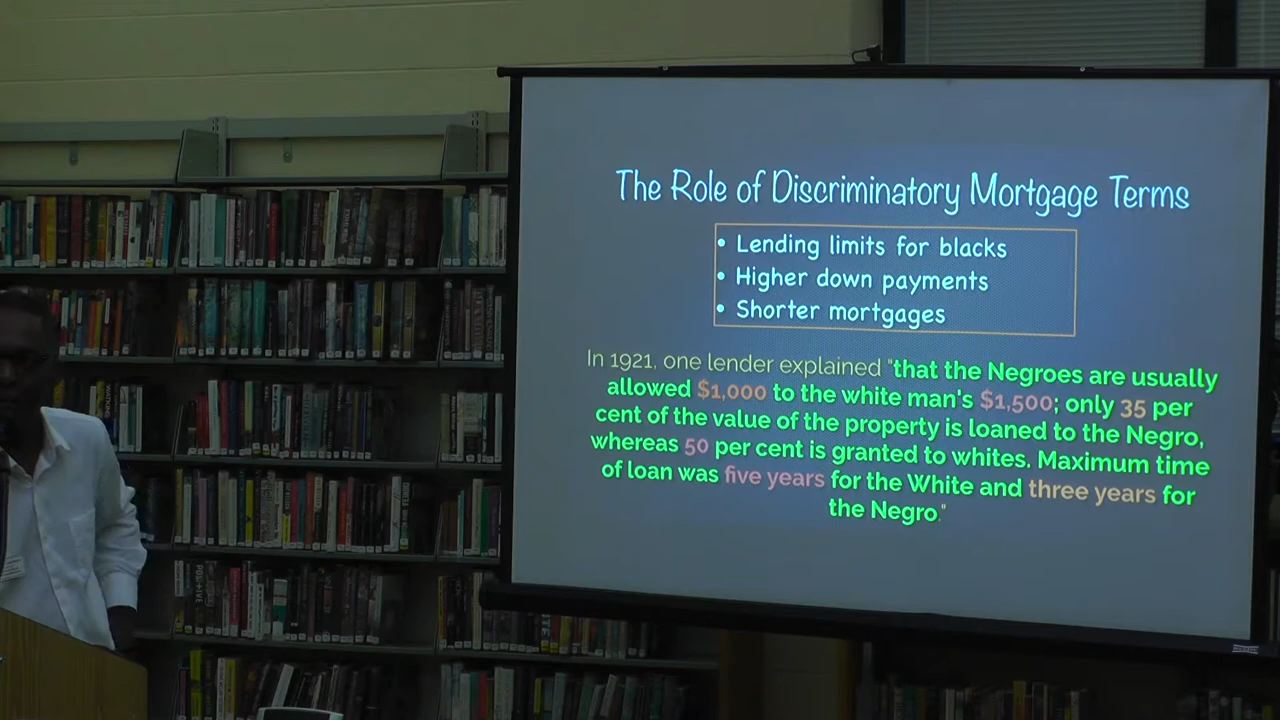 The Role of Discriminatory Mortgage Terms
• Lending limits for blacks
• Higher down payments
• Shorter mortgages
In 1921, one lender explained "that the Negroes are usually
allowed $1,000 to the white man's $1,500; only 35 per
cent of the value of the property is loaned to the Negro,
whereas 50 per cent is granted to whites. Maximum time
of loan was five years for the White and three years for
the Negro."